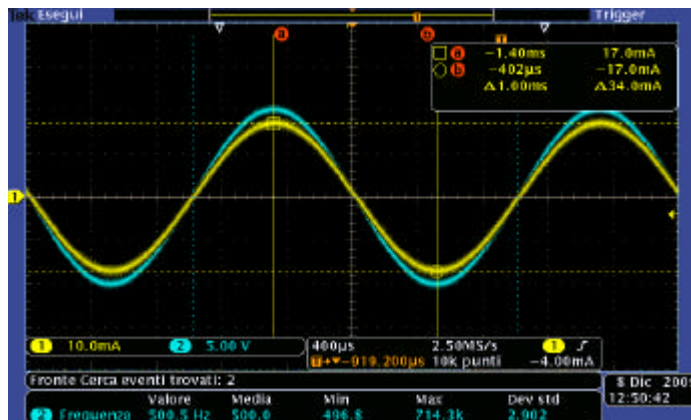 Tek Esegui Trigger
a b
a −1.40ms 17.0mA
b −402µs −17.0mA
Δ1.00ms Δ34.0mA
1
1 10.0mA 2 5.00 V 400µs 2.50MS/s 1
−919.200µs 10k punti −4.00mA
Fronte Cerca eventi trovati: 2
8 Dic
12:50:42
Valore Media Min Max Dev std
2 Frequenza 500.5 Hz 500.0 496.8 714.3k 2.902